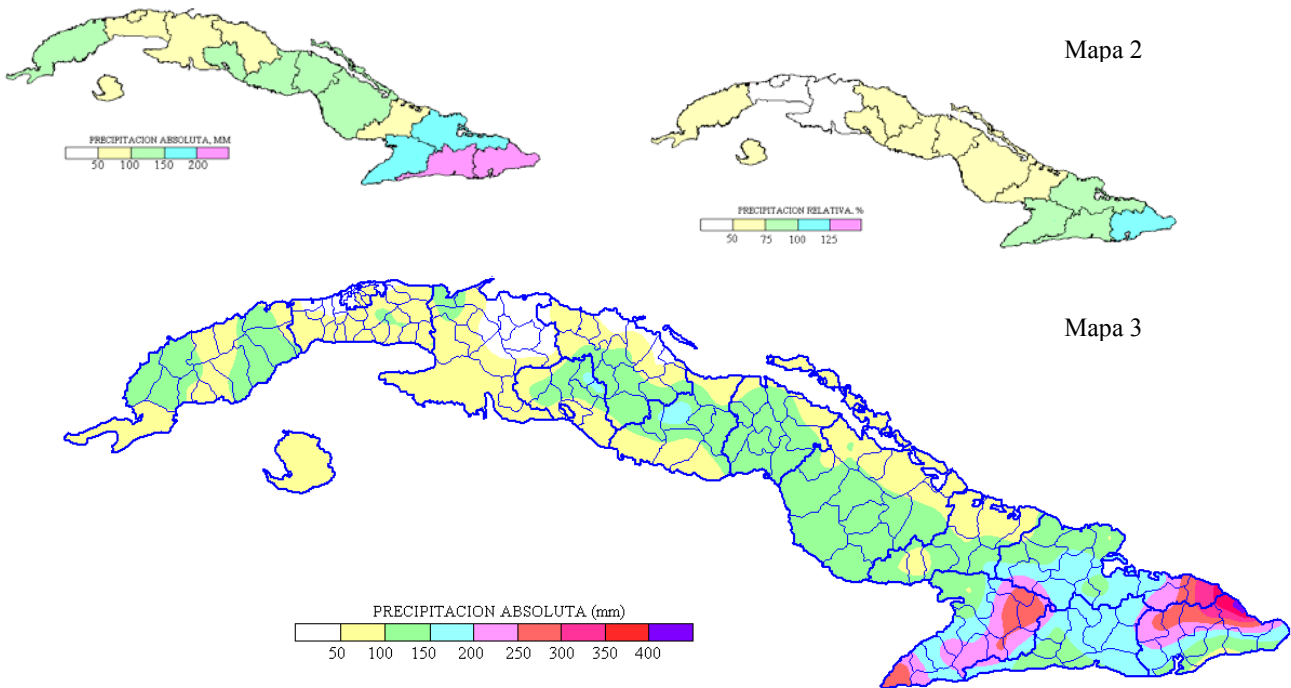 Mapa 2
PRECIPITACION ABSOLUTA, MM
50 100 150 200
PRECIPITACION RELATIVA, %
50 75 100 125
Mapa 3
PRECIPITACION ABSOLUTA (mm)
50 100 150 200 250 300 350 400